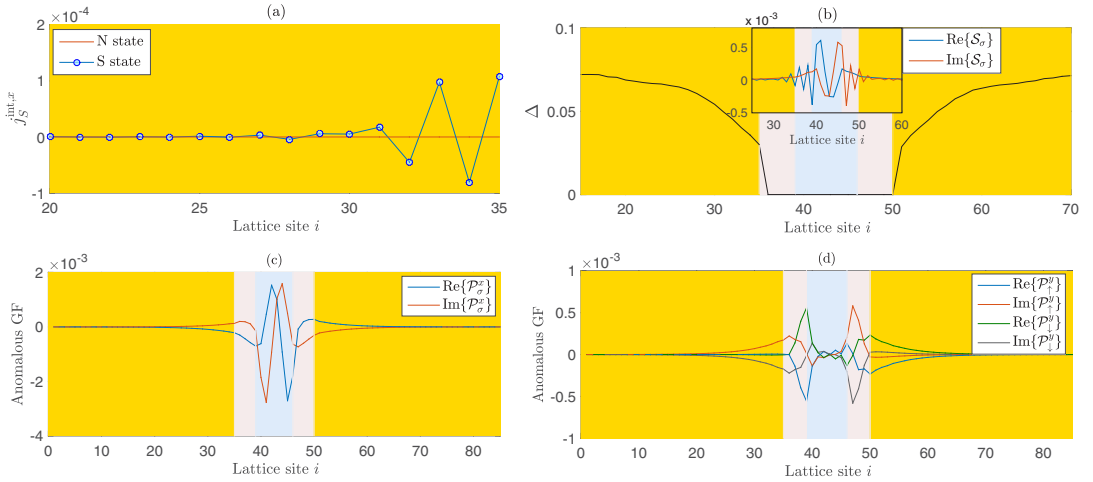 (a)
×10⁻⁴
2
1
0
-1
20
25
30
35
j_S^{int,x}
Lattice site i
N state
S state
(b)
0.1
0.05
0
Δ
20
30
40
50
60
70
Lattice site i
x 10⁻³
0.5
0
-0.5
30
40
50
60
Lattice site i
Re{𝒮_σ}
Im{𝒮_σ}
(c)
×10⁻³
2
0
-2
-4
Anomalous GF
0
10
20
30
40
50
60
70
80
Lattice site i
Re{𝒫_σ^x}
Im{𝒫_σ^x}
(d)
×10⁻³
1
0.5
0
-0.5
-1
Anomalous GF
0
10
20
30
40
50
60
70
80
Lattice site i
Re{𝒫_↑^y}
Im{𝒫_↑^y}
Re{𝒫_↓^y}
Im{𝒫_↓^y}